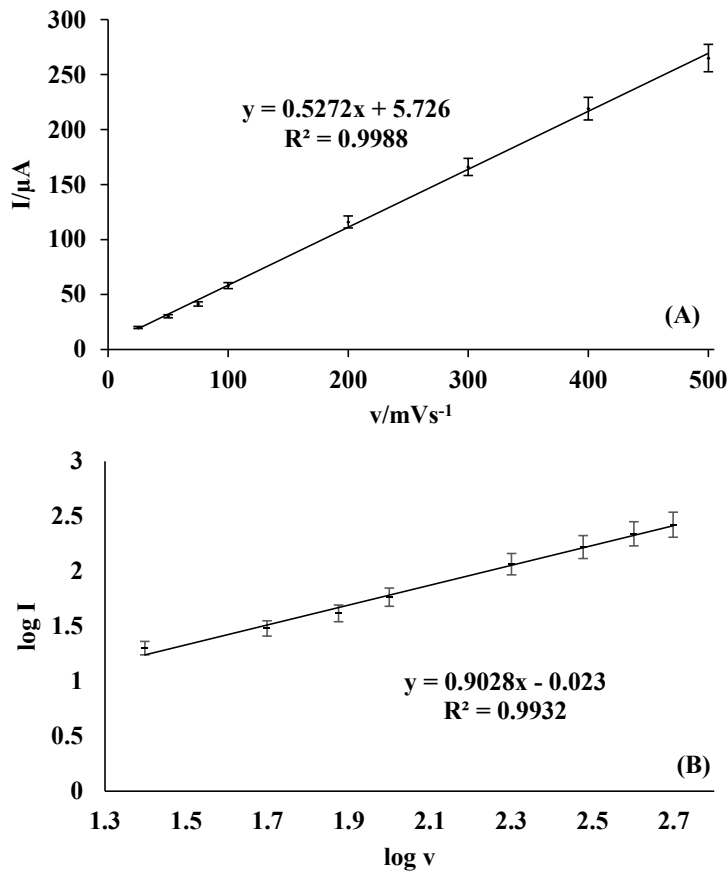 300
250
200
150
100
50
0
I/µA
y = 0.5272x + 5.726
R² = 0.9988
(A)
0 100 200 300 400 500
v/mVs⁻¹
3
2.5
2
1.5
1
0.5
0
log I
y = 0.9028x - 0.023
R² = 0.9932
(B)
1.3 1.5 1.7 1.9 2.1 2.3 2.5 2.7
log v